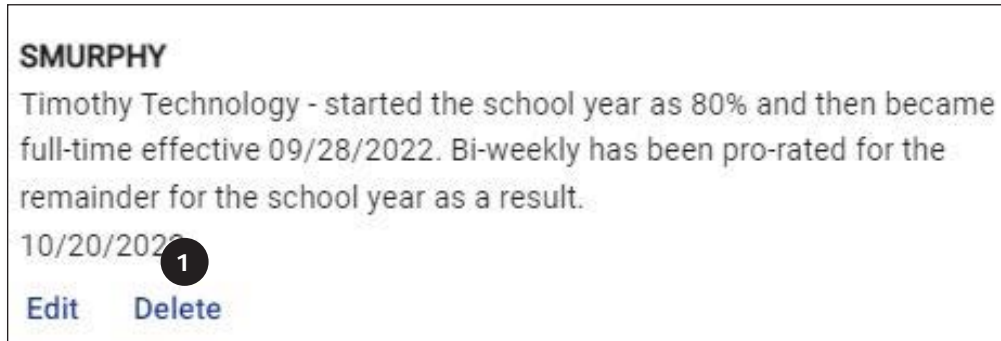 SMURPHY
Timothy Technology - started the school year as 80% and then became
full-time effective 09/28/2022. Bi-weekly has been pro-rated for the
remainder for the school year as a result.
10/20/2022
1
Edit Delete